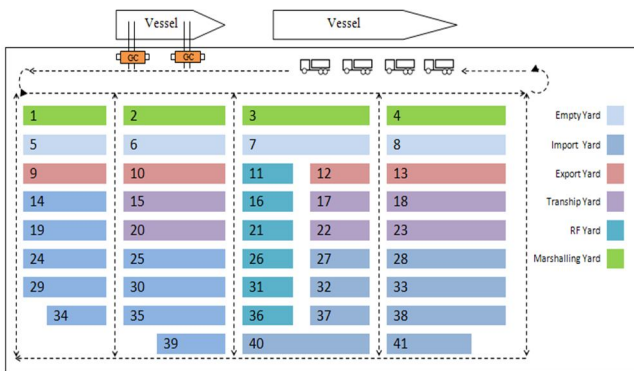 Vessel
Vessel
GC GC
1 2 3 4
5 6 7 8 Empty Yard
Import Yard
9 10 11 12 13 Export Yard
14 15 16 17 18 Tranship Yard
19 20 21 22 23 RF Yard
24 25 26 27 28 Marshalling Yard
29 30 31 32 33
34 35 36 37 38
39 40 41